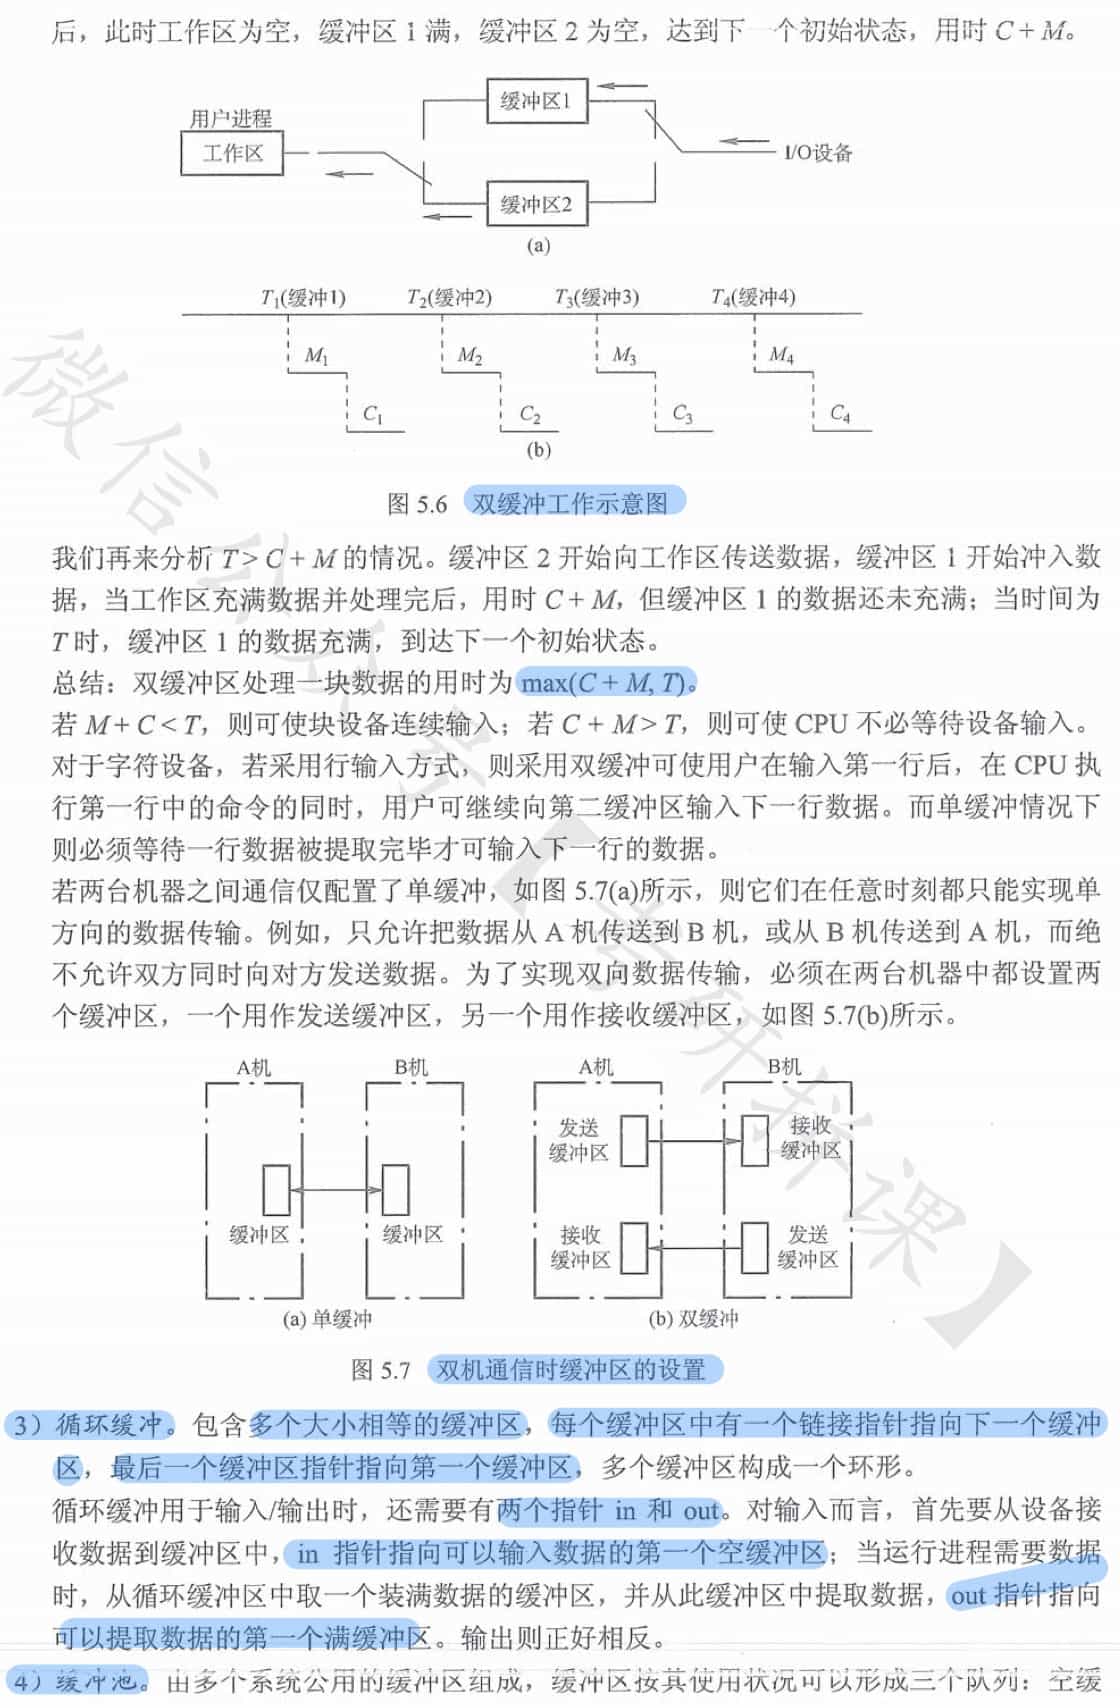 后，此时工作区为空，缓冲区 1 满，缓冲区 2 为空，达到下一个初始状态，用时 C + M。
缓冲区1
用户进程
工作区
I/O设备
缓冲区2
(a)
T1(缓冲1) T2(缓冲2) T3(缓冲3) T4(缓冲4)
M1 M2 M3 M4
C1 C2 C3 C4
(b)
图 5.6 双缓冲工作示意图
我们再来分析 T > C + M 的情况。缓冲区 2 开始向工作区传送数据，缓冲区 1 开始冲入数
据，当工作区充满数据并处理完后，用时 C + M，但缓冲区 1 的数据还未充满；当时间为
T 时，缓冲区 1 的数据充满，到达下一个初始状态。
总结：双缓冲区处理一块数据的用时为 max(C + M, T)。
若 M + C < T，则可使块设备连续输入；若 C + M > T，则可使 CPU 不必等待设备输入。
对于字符设备，若采用行输入方式，则采用双缓冲可使用户在输入第一行后，在 CPU 执
行第一行中的命令的同时，用户可继续向第二缓冲区输入下一行数据。而单缓冲情况下
则必须等待一行数据被提取完毕才可输入下一行的数据。
若两台机器之间通信仅配置了单缓冲，如图 5.7(a)所示，则它们在任意时刻都只能实现单
方向的数据传输。例如，只允许把数据从 A 机传送到 B 机，或从 B 机传送到 A 机，而绝
不允许双方同时向对方发送数据。为了实现双向数据传输，必须在两台机器中都设置两
个缓冲区，一个用作发送缓冲区，另一个用作接收缓冲区，如图 5.7(b)所示。
A机 B机 A机 B机
发送 接收
缓冲区 缓冲区
缓冲区 缓冲区 接收 发送
缓冲区 缓冲区
(a) 单缓冲 (b) 双缓冲
图 5.7 双机通信时缓冲区的设置
3）循环缓冲。包含多个大小相等的缓冲区，每个缓冲区中有一个链接指针指向下一个缓冲
区，最后一个缓冲区指针指向第一个缓冲区，多个缓冲区构成一个环形。
循环缓冲用于输入/输出时，还需要有两个指针 in 和 out。对输入而言，首先要从设备接
收数据到缓冲区中，in 指针指向可以输入数据的第一个空缓冲区；当运行进程需要数据
时，从循环缓冲区中取一个装满数据的缓冲区，并从此缓冲区中提取数据，out 指针指向
可以提取数据的第一个满缓冲区。输出则正好相反。
4）缓冲池。由多个系统公用的缓冲区组成，缓冲区按其使用状况可以形成三个队列：空缓
微信公众号【考研拼课】